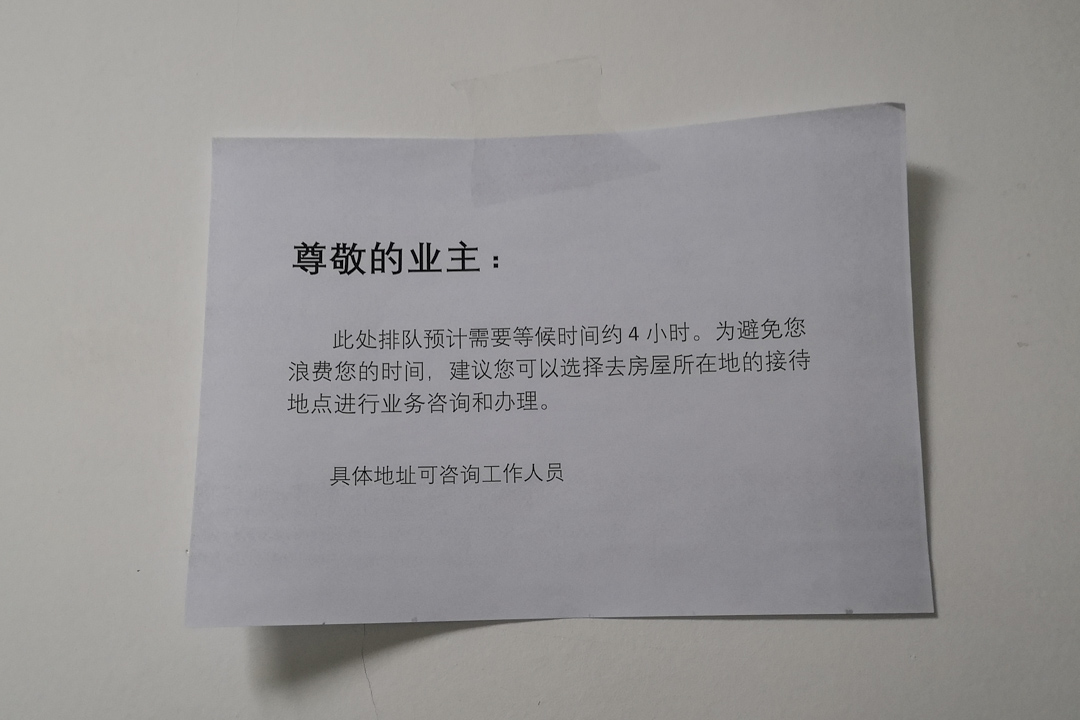 尊敬的业主：
此处排队预计需要等候时间约 4 小时。为避免您
浪费您的时间，建议您可以选择去房屋所在地的接待
地点进行业务咨询和办理。
具体地址可咨询工作人员